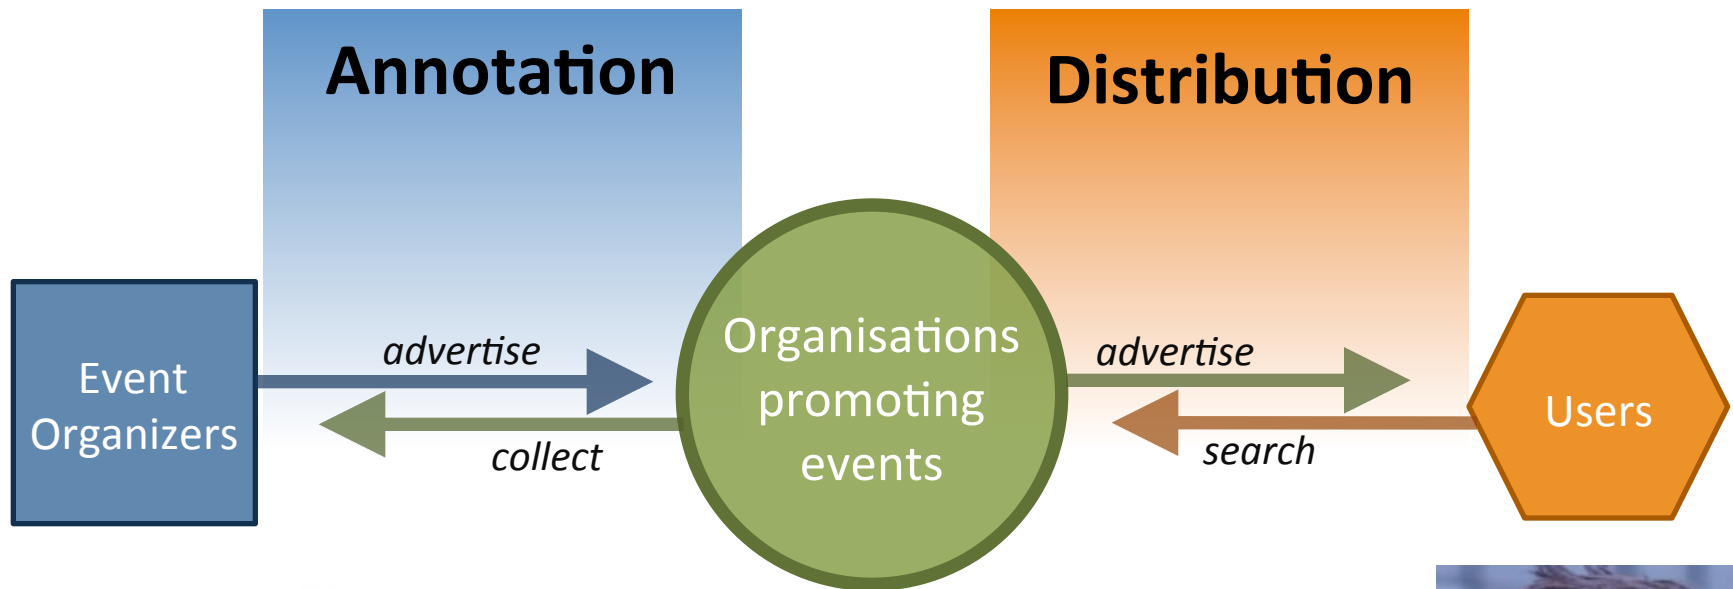 Annotation
Distribution
Event
Organizers
advertise
collect
Organisations
promoting
events
advertise
search
Users